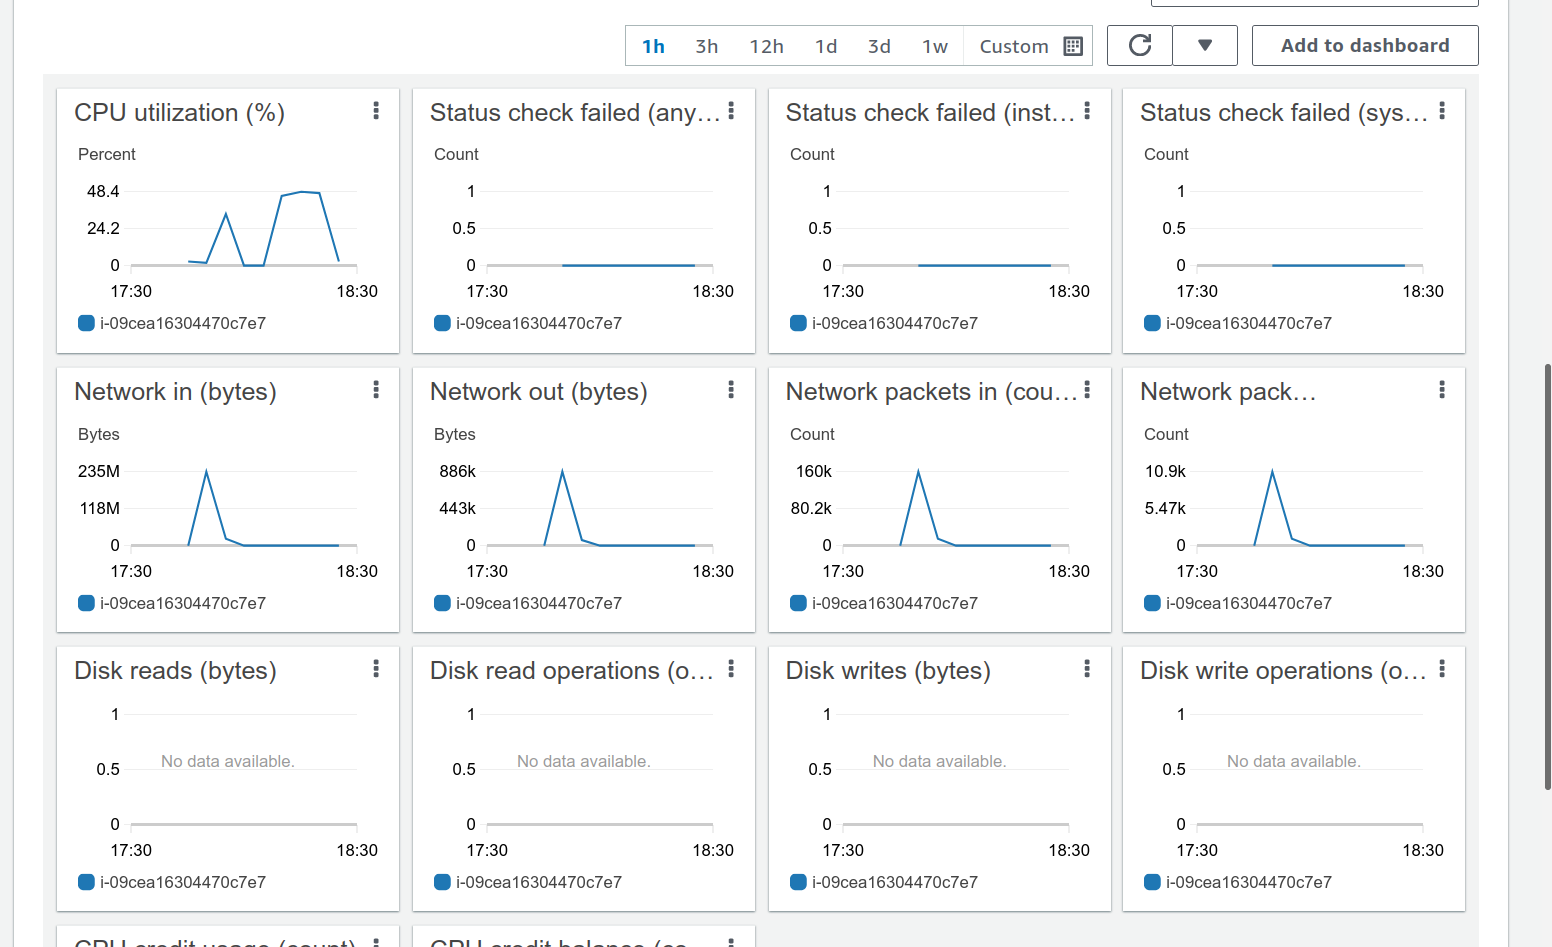 1h 3h 12h 1d 3d 1w Custom
Add to dashboard
CPU utilization (%)
Percent
48.4
24.2
0
17:30 18:30
i-09cea16304470c7e7
Status check failed (any…
Count
1
0.5
0
17:30 18:30
i-09cea16304470c7e7
Status check failed (inst…
Count
1
0.5
0
17:30 18:30
i-09cea16304470c7e7
Status check failed (sys…
Count
1
0.5
0
17:30 18:30
i-09cea16304470c7e7
Network in (bytes)
Bytes
235M
118M
0
17:30 18:30
i-09cea16304470c7e7
Network out (bytes)
Bytes
886k
443k
0
17:30 18:30
i-09cea16304470c7e7
Network packets in (cou…
Count
160k
80.2k
0
17:30 18:30
i-09cea16304470c7e7
Network pack…
Count
10.9k
5.47k
0
17:30 18:30
i-09cea16304470c7e7
Disk reads (bytes)
1
No data available.
0.5
0
17:30 18:30
i-09cea16304470c7e7
Disk read operations (o…
1
No data available.
0.5
0
17:30 18:30
i-09cea16304470c7e7
Disk writes (bytes)
1
No data available.
0.5
0
17:30 18:30
i-09cea16304470c7e7
Disk write operations (o…
1
No data available.
0.5
0
17:30 18:30
i-09cea16304470c7e7
CPU credit usage (count)
CPU credit balance (co…